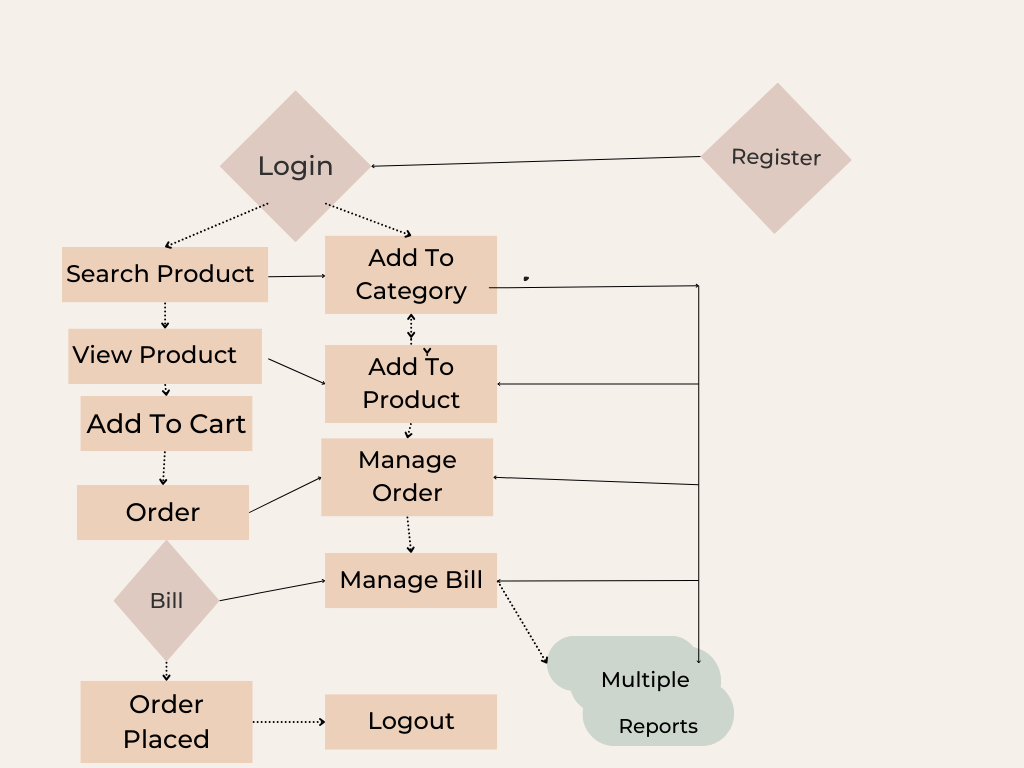 Login
Register
Search Product
Add To
Category
View Product
Add To
Product
Add To Cart
Manage
Order
Order
Manage Bill
Bill
Multiple
Reports
Order
Placed
Logout